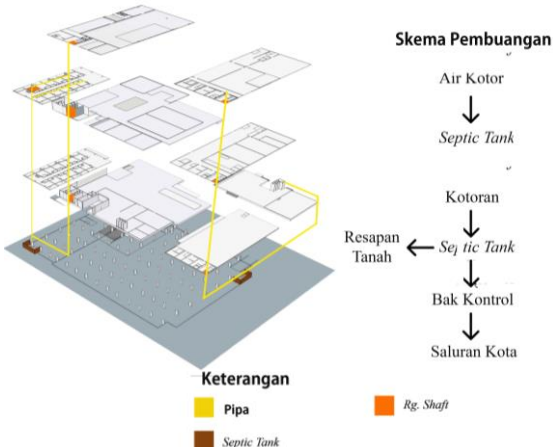 Skema Pembuangan
Air Kotor
Septic Tank
Kotoran
Resapan
Tanah
Septic Tank
Bak Kontrol
Saluran Kota
Keterangan
Pipa
Rg. Shaft
Septic Tank